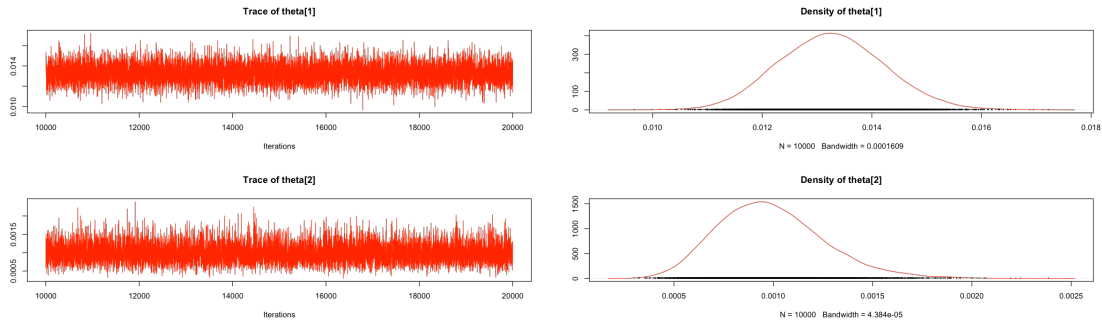 Trace of theta[1]
0.014
0.010
10000 12000 14000 16000 18000 20000
Iterations
Density of theta[1]
300
100
0
0.010 0.012 0.014 0.016 0.018
N = 10000 Bandwidth = 0.0001609
Trace of theta[2]
0.0015
0.0005
10000 12000 14000 16000 18000 20000
Iterations
Density of theta[2]
1500
1000
500
0
0.0005 0.0010 0.0015 0.0020 0.0025
N = 10000 Bandwidth = 4.384e-05